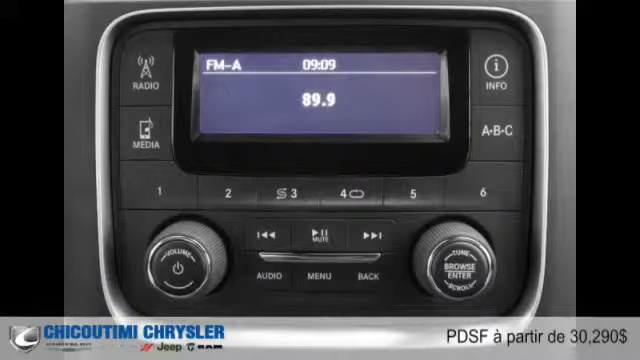 FM-A 09:09
89.9
RADIO
MEDIA
i
INFO
A-B-C
1 2 3 4 5 6
MUTE
VOLUME
AUDIO MENU BACK
TUNE
BROWSE
ENTER
SCROLL
CHICOUTIMI CHRYSLER
Jeep RAM
PDSF à partir de 30,290$